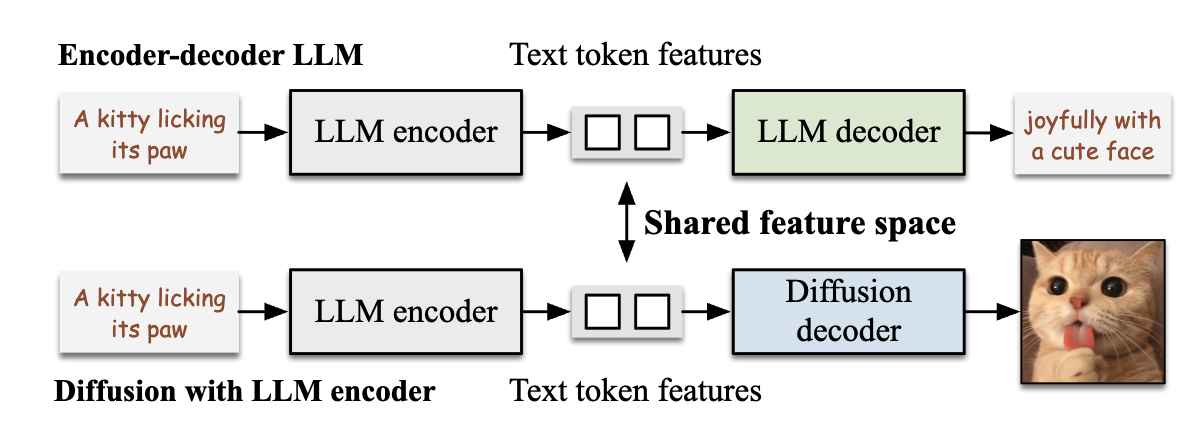 Encoder-decoder LLM
Text token features
A kitty licking
its paw
LLM encoder
LLM decoder
joyfully with
a cute face
Shared feature space
A kitty licking
its paw
LLM encoder
Diffusion
decoder
Diffusion with LLM encoder
Text token features